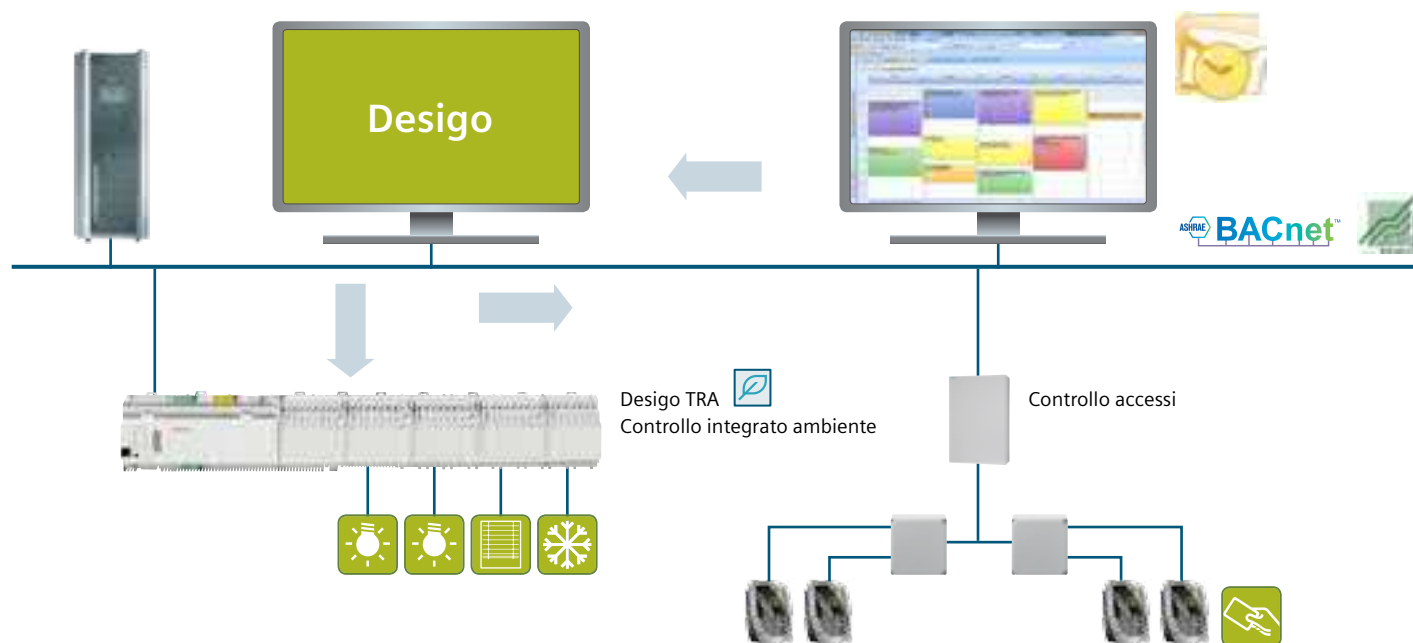 Desigo
ASHRAE BACnet™
Desigo TRA
Controllo integrato ambiente
Controllo accessi